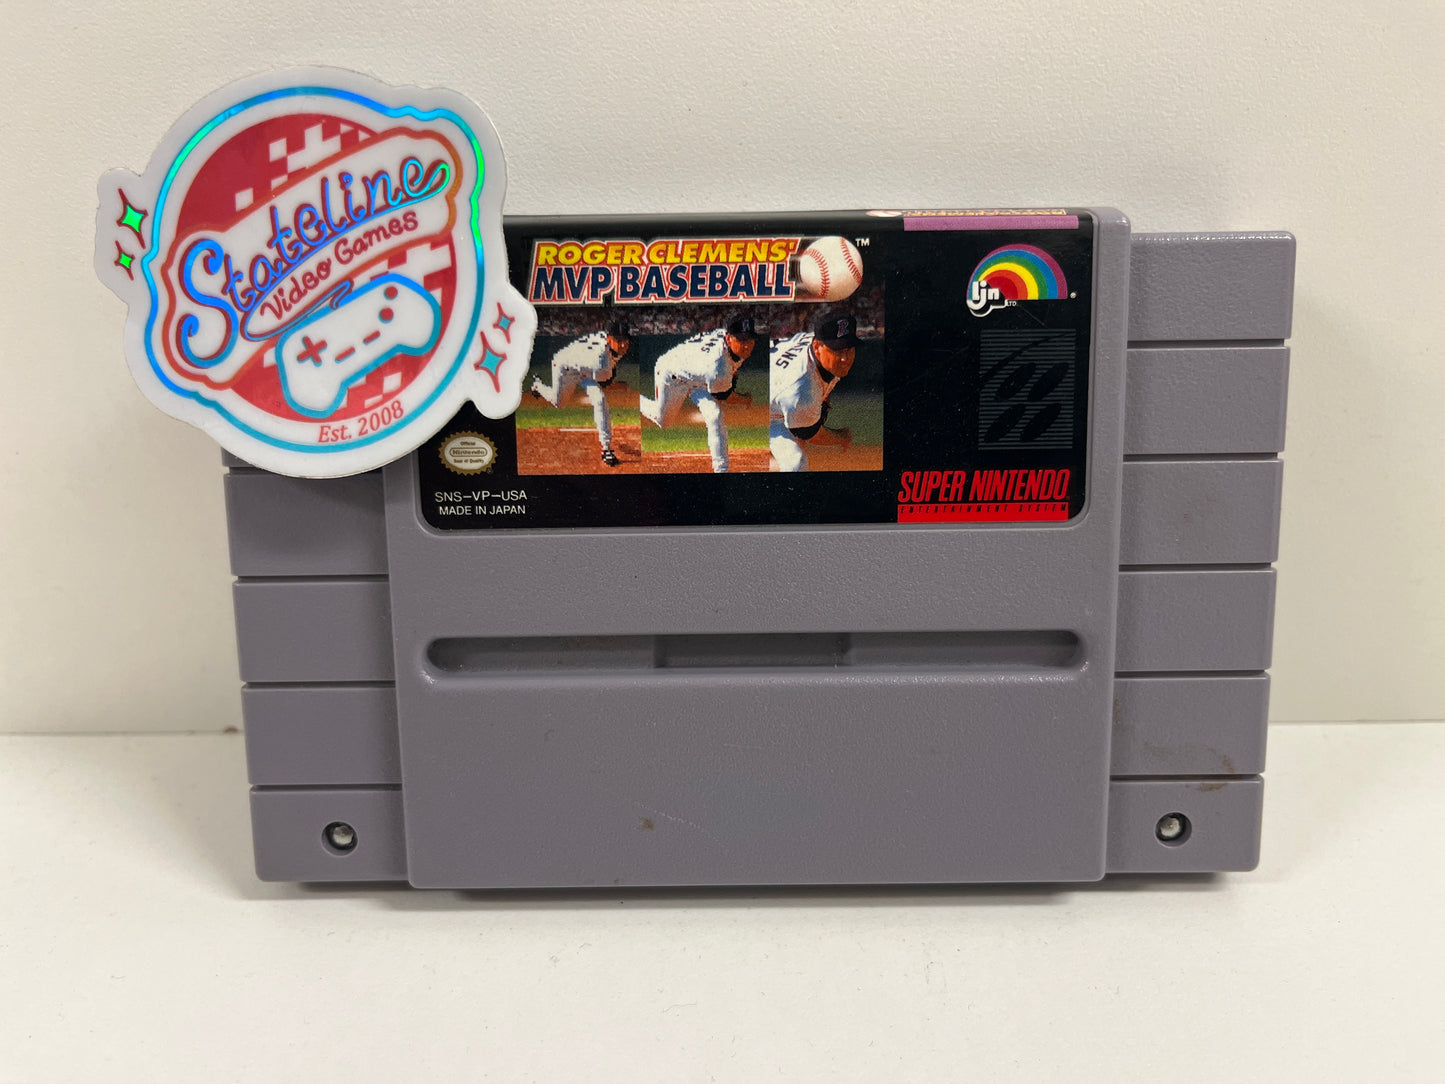 Stateline
Video Games
Est. 2008
ROGER CLEMENS'
MVP BASEBALL
™
ljn
LTD.
®
Official
Nintendo
Seal of Quality
SNS-VP-USA
MADE IN JAPAN
SUPER NINTENDO
ENTERTAINMENT SYSTEM